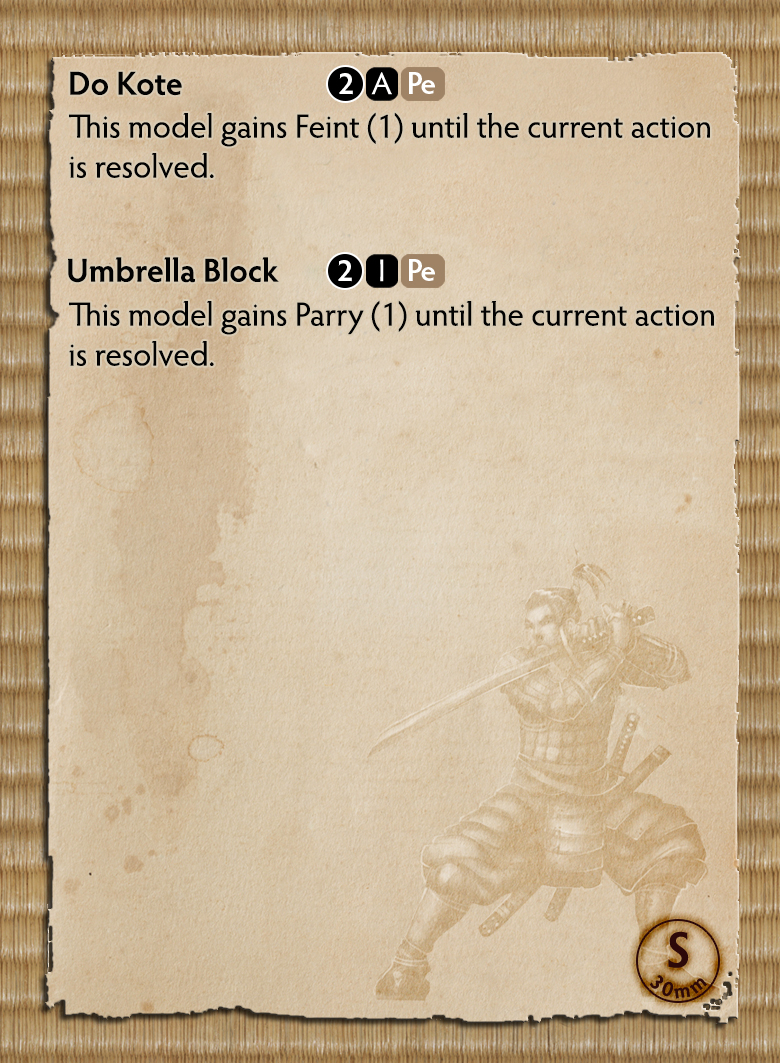 Do Kote 2 A Pe
This model gains Feint (1) until the current action
is resolved.
Umbrella Block 2 I Pe
This model gains Parry (1) until the current action
is resolved.
S
30mm